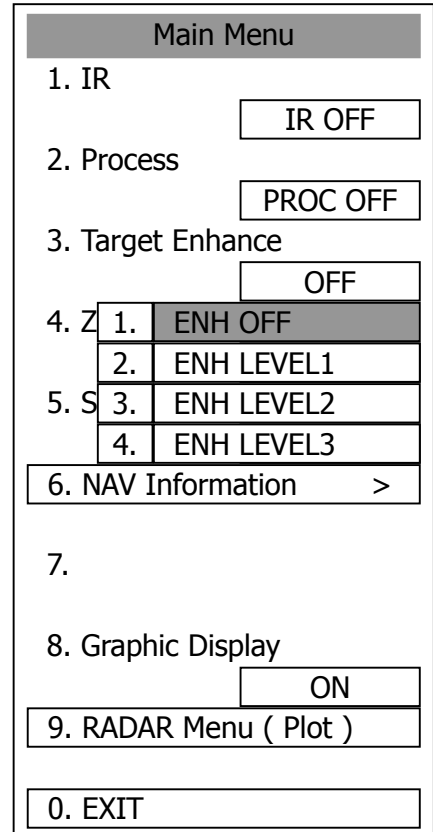 Main Menu
1. IR
IR OFF
2. Process
PROC OFF
3. Target Enhance
OFF
4. Z
1. ENH OFF
2. ENH LEVEL1
5. S
3. ENH LEVEL2
4. ENH LEVEL3
6. NAV Information >
7.
8. Graphic Display
ON
9. RADAR Menu ( Plot )
0. EXIT